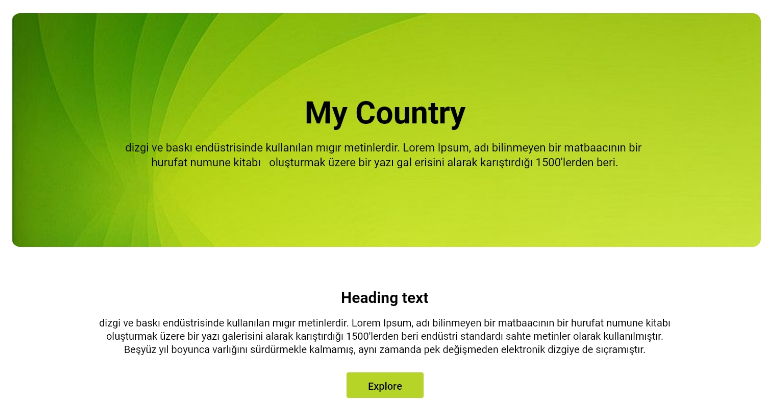 My Country
dizgi ve baskı endüstrisinde kullanılan mıgır metinlerdir. Lorem Ipsum, adı bilinmeyen bir matbaacının bir
hurufat numune kitabı oluşturmak üzere bir yazı gal erisini alarak karıştırdığı 1500'lerden beri.
Heading text
dizgi ve baskı endüstrisinde kullanılan mıgır metinlerdir. Lorem Ipsum, adı bilinmeyen bir matbaacının bir hurufat numune kitabı
oluşturmak üzere bir yazı galerisini alarak karıştırdığı 1500'lerden beri endüstri standardı sahte metinler olarak kullanılmıştır.
Beşyüz yıl boyunca varlığını sürdürmekle kalmamış, aynı zamanda pek değişmeden elektronik dizgiye de sıçramıştır.
Explore